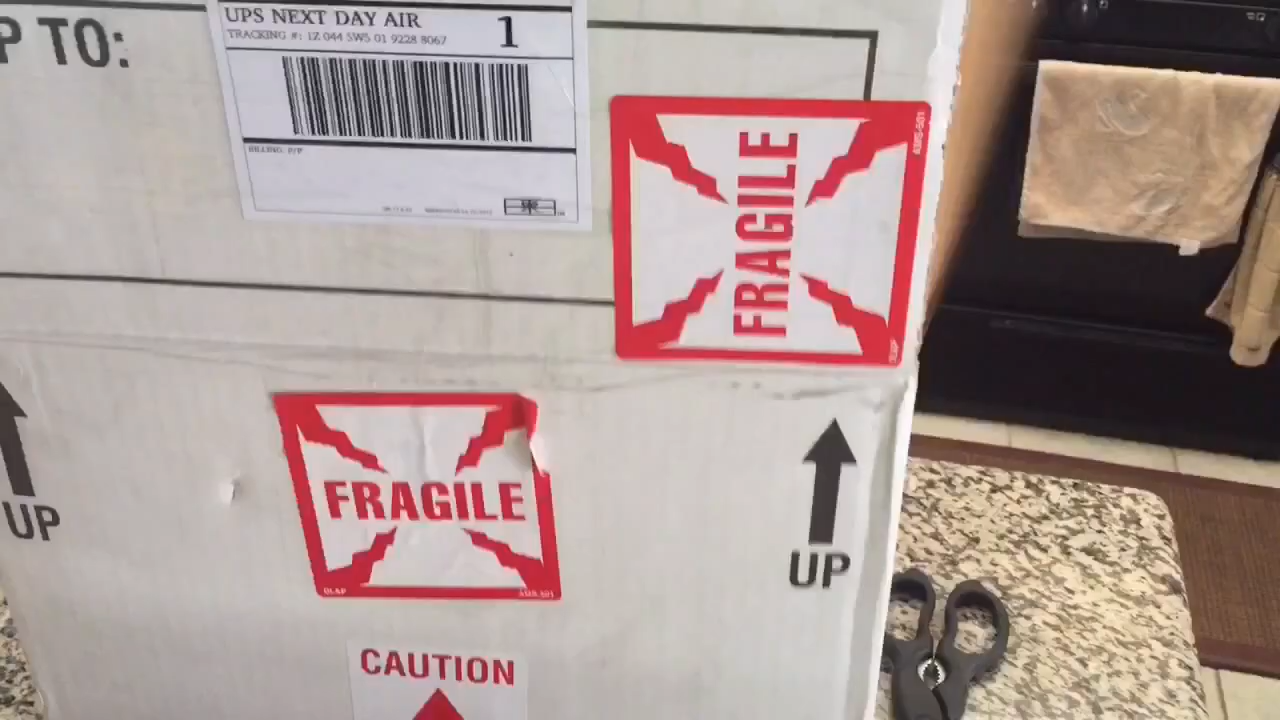 P TO:
UPS NEXT DAY AIR
1
TRACKING #: 1Z 044 5W5 01 9228 8067
BILLING: P/P
FRAGILE
FRAGILE
UP
UP
CAUTION